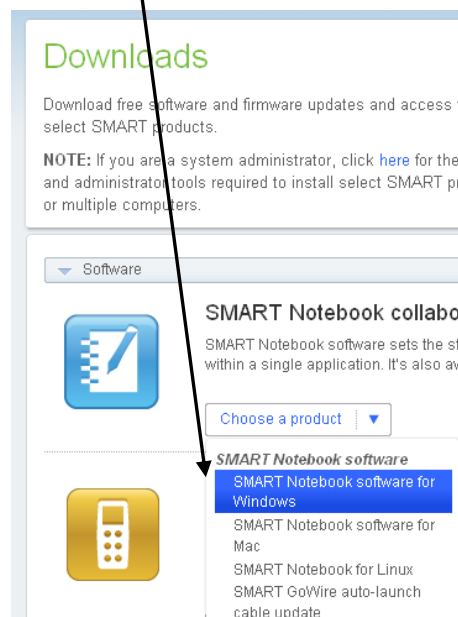 Downloads
Download free software and firmware updates and access
select SMART products.
NOTE: If you are a system administrator, click here for the
and administrator tools required to install select SMART
or multiple computers.
Software
SMART Notebook
SMART Notebook software sets the
within a single application. It's also
Choose a product
SMART Notebook software
SMART Notebook software for
Windows
SMART Notebook software for
Mac
SMART Notebook for Linux
SMART GoWire auto-launch
cable update